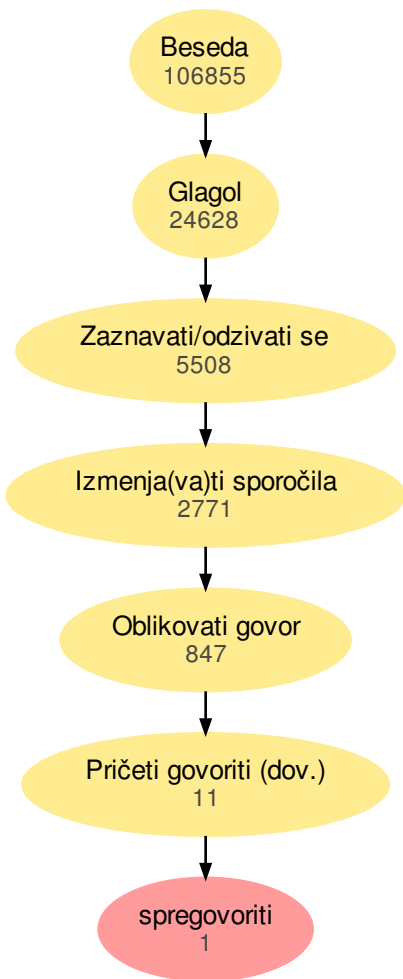 Beseda
106855
Glagol
24628
Zaznavati/odzivati se
5508
Izmenja(va)ti sporočila
2771
Oblikovati govor
847
Pričeti govoriti (dov.)
11
spregovoriti
1